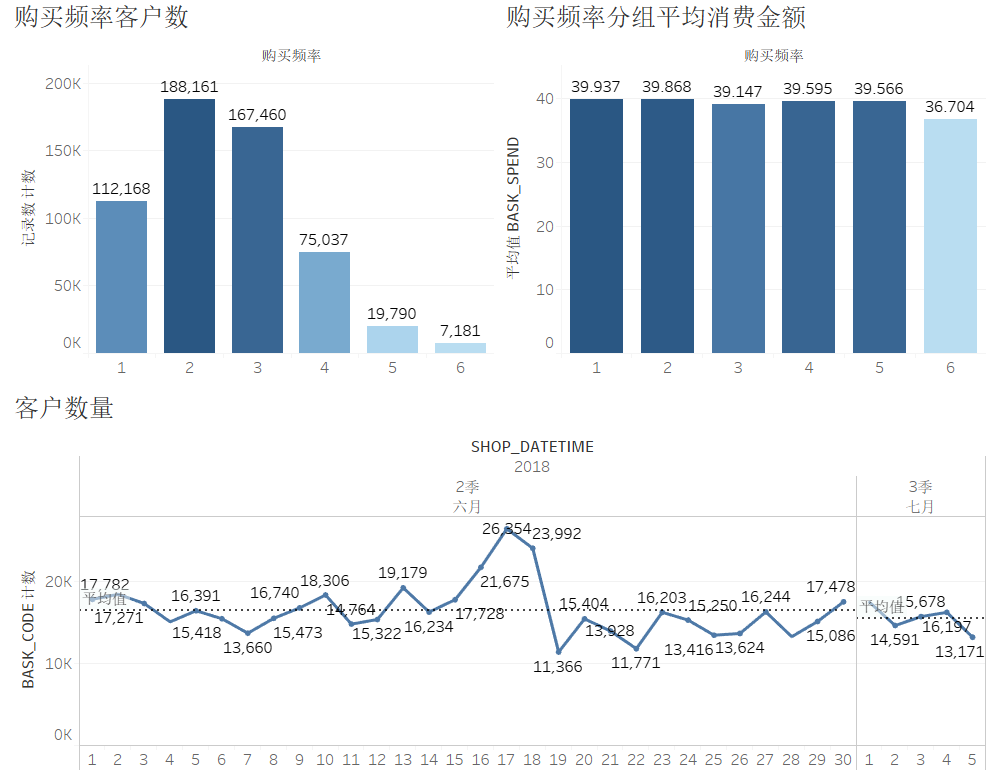 购买频率客户数
购买频率
记录数 计数
200K
150K
100K
50K
0K
112,168
188,161
167,460
75,037
19,790
7,181
1 2 3 4 5 6
购买频率分组平均消费金额
购买频率
平均值 BASK_SPEND
40
30
20
10
0
39.937
39.868
39.147
39.595
39.566
36.704
1 2 3 4 5 6
客户数量
SHOP_DATETIME
2018
2季
3季
六月
七月
BASK_CODE 计数
20K
10K
0K
平均值
17,782
17,271
15,418
16,391
13,660
16,740
15,473
18,306
14,764
15,322
19,179
16,234
17,728
21,675
26,354
23,992
11,366
15,404
13,928
11,771
16,203
13,416
15,250
13,624
16,244
15,086
17,478
平均值
14,591
15,678
16,197
13,171
1 2 3 4 5 6 7 8 9 10 11 12 13 14 15 16 17 18 19 20 21 22 23 24 25 26 27 28 29 30 1 2 3 4 5